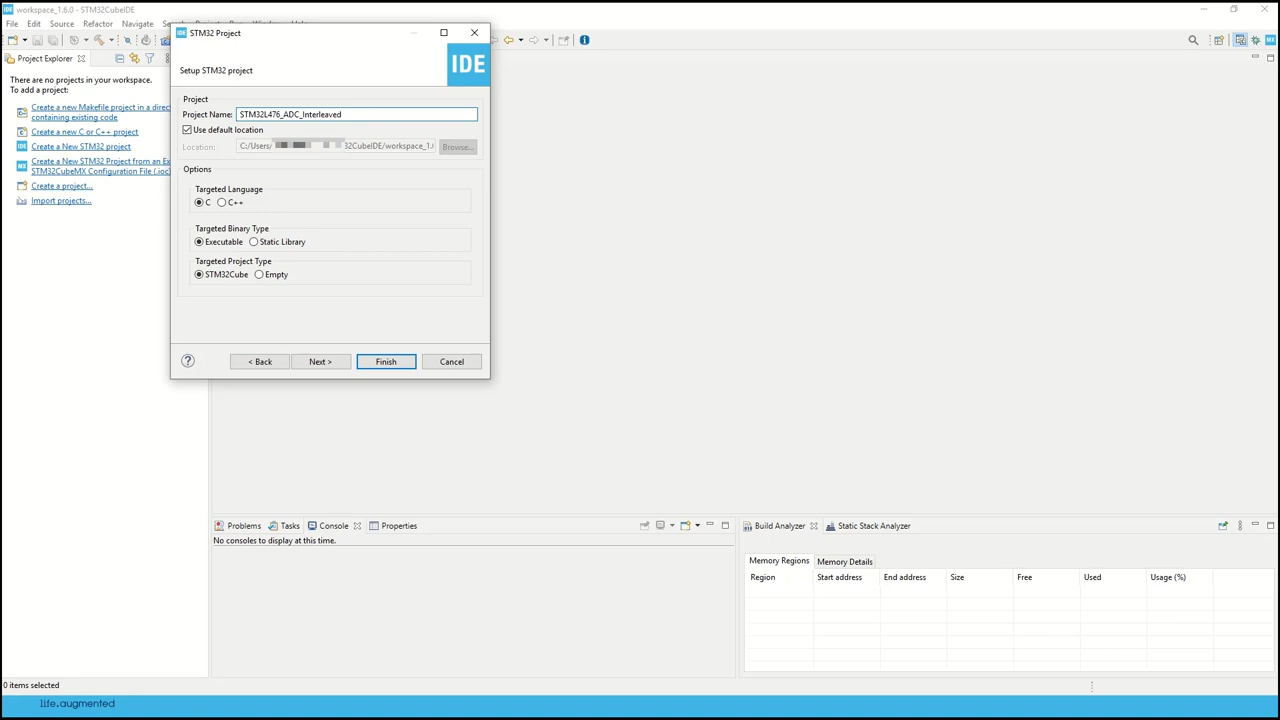 IDE workspace_1.6.0 - STM32CubeIDE
File Edit Source Refactor Navigate
IDE STM32 Project
Setup STM32 project
IDE
Project
Project Name: STM32L476_ADC_Interleaved
Use default location
Location: C:/Users/ 32CubeIDE/workspace_1.
Browse...
Options
Targeted Language
C C++
Targeted Binary Type
Executable Static Library
Targeted Project Type
STM32Cube Empty
< Back Next > Finish Cancel
Project Explorer
There are no projects in your workspace.
To add a project:
Create a new Makefile project in a direc
containing existing code
Create a new C or C++ project
Create a New STM32 project
Create a New STM32 Project from an Ex
STM32CubeMX Configuration File (.ioc)
Create a project...
Import projects...
Problems Tasks Console Properties
No consoles to display at this time.
Build Analyzer Static Stack Analyzer
Memory Regions Memory Details
Region Start address End address Size Free Used Usage (%)
0 items selected
life.augmented